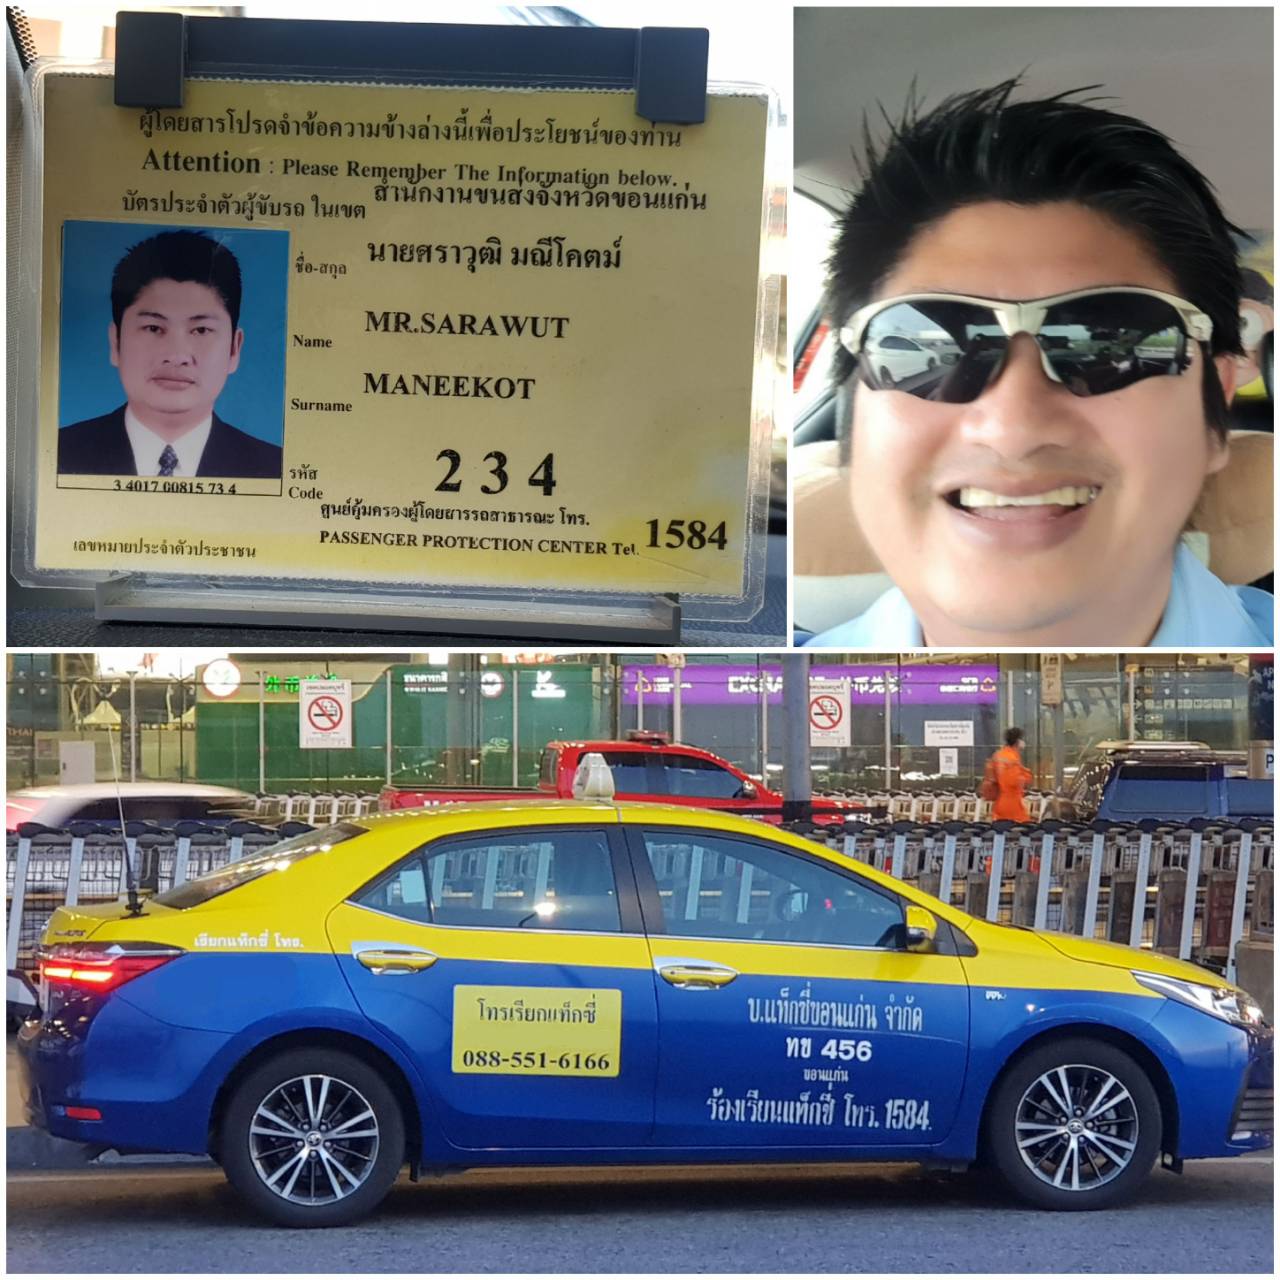 ผู้โดยสารโปรดจำข้อความข้างล่างนี้เพื่อประโยชน์ของท่าน
Attention : Please Remember The Information below.
บัตรประจำตัวผู้ขับรถ ในเขต สำนักงานขนส่งจังหวัดขอนแก่น
ชื่อ-สกุล นายศราวุฒิ มณีโคตม์
Name MR.SARAWUT
Surname MANEEKOT
รหัส
Code 2 3 4
3 4017 00815 73 4
ศูนย์คุ้มครองผู้โดยสารรถสาธารณะ โทร.
PASSENGER PROTECTION CENTER Tel. 1584
เลขหมายประจำตัวประชาชน
เรียกแท็กซี่ โทร.
โทรเรียกแท็กซี่
088-551-6166
บ.แท็กซี่ขอนแก่น จำกัด
ทข 456
ขอนแก่น
ร้องเรียนแท็กซี่ โทร. 1584